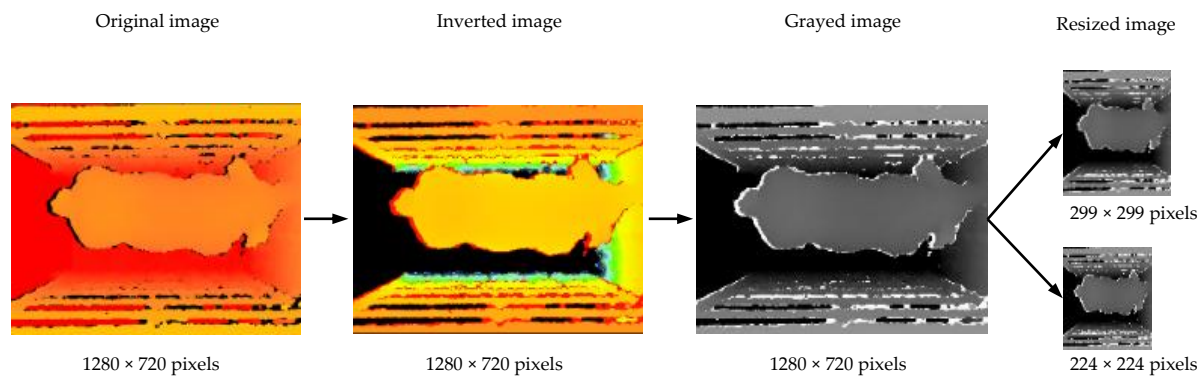 Original image
Inverted image
Grayed image
Resized image
299 × 299 pixels
1280 × 720 pixels
1280 × 720 pixels
1280 × 720 pixels
224 × 224 pixels